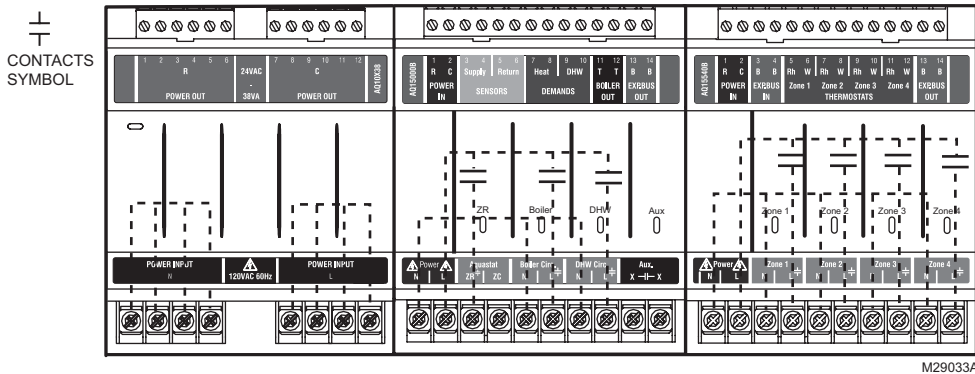 CONTACTS
SYMBOL
1 2 3 4 5 6 7 8 9 10 11 12
R 24VAC C
-
POWER OUT 38VA POWER OUT
AQ10X38
AQ15000B
1 2 3 4 5 6 7 8 9 10 11 12 13 14
R C Supply Return Heat DHW T T B B
POWER IN SENSORS DEMANDS BOILER OUT EXP.BUS OUT
AQ15540B
1 2 3 4 5 6 7 8 9 10 11 12 13 14
R C B B Rh W Rh W Rh W Rh W B B
POWER IN EXP.BUS IN Zone 1 Zone 2 Zone 3 Zone 4 EXP.BUS OUT
THERMOSTATS
ZR Boiler DHW Aux
Zone 1 Zone 2 Zone 3 Zone 4
POWER INPUT POWER INPUT
N 120VAC 60Hz L
Power Aquastat Boiler Circ. DHW Circ. Aux.
N L ZR ZC N L N L X X
Power Zone 1 Zone 2 Zone 3 Zone 4
N L N L N L N L N L
M29033A